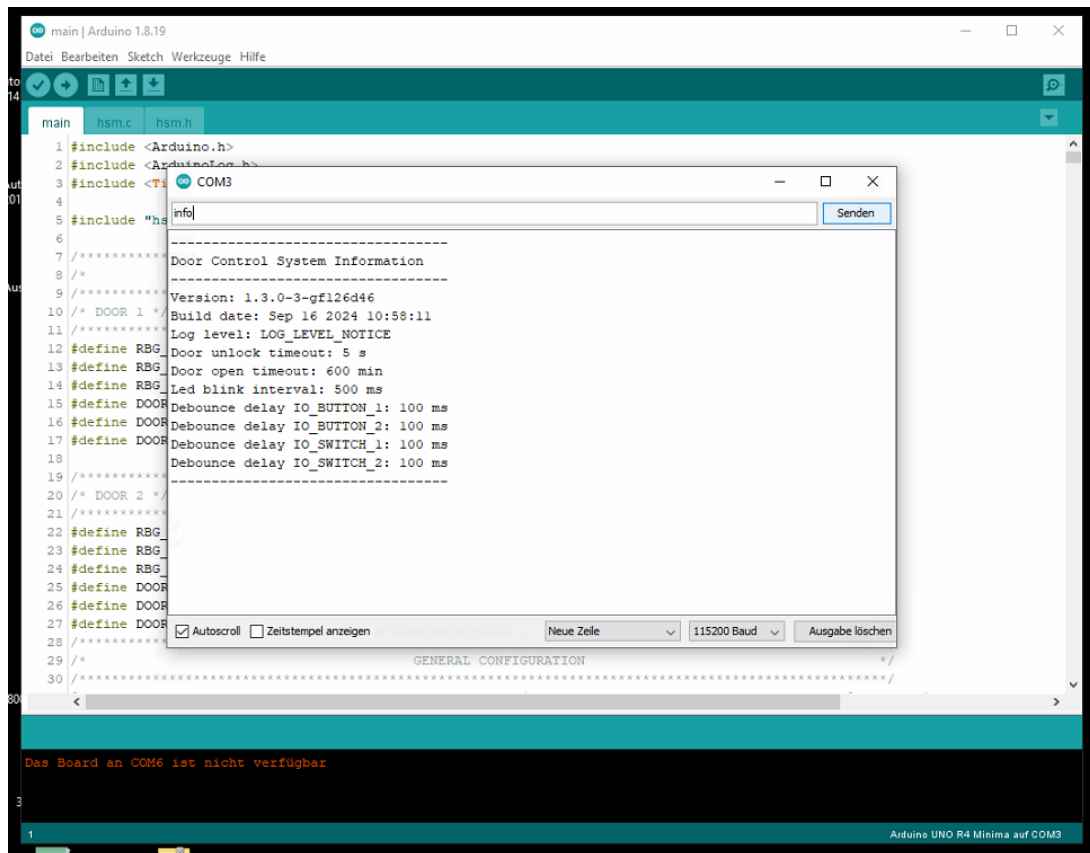 main | Arduino 1.8.19
Datei Bearbeiten Sketch Werkzeuge Hilfe
main hsm.c hsm.h
1 #include <Arduino.h>
2 #include <ArduinoLog.h>
3 #include <Ti
4
5 #include "hs
6
7 /***********
8 /*
9 /***********
10 /* DOOR 1 */
11 /***********
12 #define RBG_
13 #define RBG_
14 #define RBG_
15 #define DOOR
16 #define DOOR
17 #define DOOR
18
19 /***********
20 /* DOOR 2 */
21 /***********
22 #define RBG_
23 #define RBG_
24 #define RBG_
25 #define DOOR
26 #define DOOR
27 #define DOOR
28 /***********
29 /* GENERAL CONFIGURATION */
30 /******************************************************************************/
COM3
info
Senden
----------------------------------
Door Control System Information
----------------------------------
Version: 1.3.0-3-gf126d46
Build date: Sep 16 2024 10:58:11
Log level: LOG_LEVEL_NOTICE
Door unlock timeout: 5 s
Door open timeout: 600 min
Led blink interval: 500 ms
Debounce delay IO_BUTTON_1: 100 ms
Debounce delay IO_BUTTON_2: 100 ms
Debounce delay IO_SWITCH_1: 100 ms
Debounce delay IO_SWITCH_2: 100 ms
----------------------------------
Autoscroll Zeitstempel anzeigen Neue Zeile 115200 Baud Ausgabe löschen
Das Board an COM6 ist nicht verfügbar
1 Arduino UNO R4 Minima auf COM3